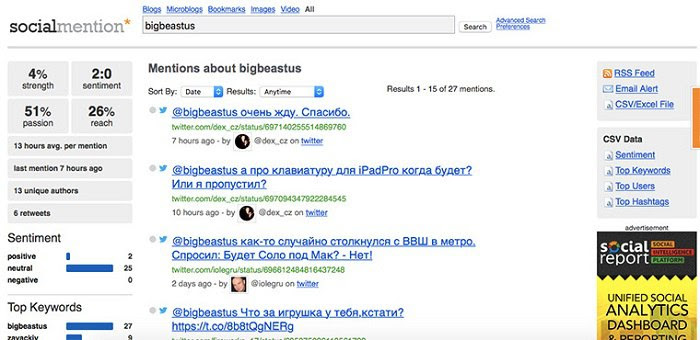 Blogs Microblogs Bookmarks Images Video All
socialmention*
bigbeastus
Search
Advanced Search
Preferences
4%
strength
2:0
sentiment
51%
passion
26%
reach
13 hours avg. per mention
last mention 7 hours ago
13 unique authors
6 retweets
Sentiment
positive 2
neutral 25
negative 0
Top Keywords
bigbeastus 27
zavackiy 9
Mentions about bigbeastus
Sort By: Date Results: Anytime
Results 1 - 15 of 27 mentions.
@bigbeastus очень жду. Спасибо.
twitter.com/dex_cz/status/697140255514869760
7 hours ago - by @dex_cz on twitter
@bigbeastus а про клавиатуру для iPadPro когда будет?
Или я пропустил?
twitter.com/dex_cz/status/697094347922284545
10 hours ago - by @dex_cz on twitter
@bigbeastus как-то случайно столкнулся с ВВШ в метро.
Спросил: Будет Соло под Мак? - Нет!
twitter.com/iolegru/status/696612484816437248
2 days ago - by @iolegru on twitter
@bigbeastus Что за игрушка у тебя,кстати?
https://t.co/8b8tQgNERg
RSS Feed
Email Alert
CSV/Excel File
CSV Data
Sentiment
Top Keywords
Top Users
Top Hashtags
advertisement
social
report
SOCIAL
INTELLIGENCE
PLATFORM
UNIFIED SOCIAL
ANALYTICS
DASHBOARD
& REPORTING